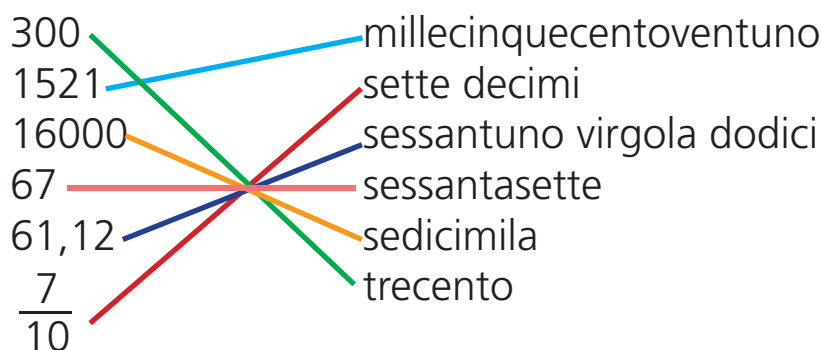 300 millecinquecentoventuno
1521 sette decimi
16000 sessantuno virgola dodici
67 sessantasette
61,12 sedicimila
7 trecento
10